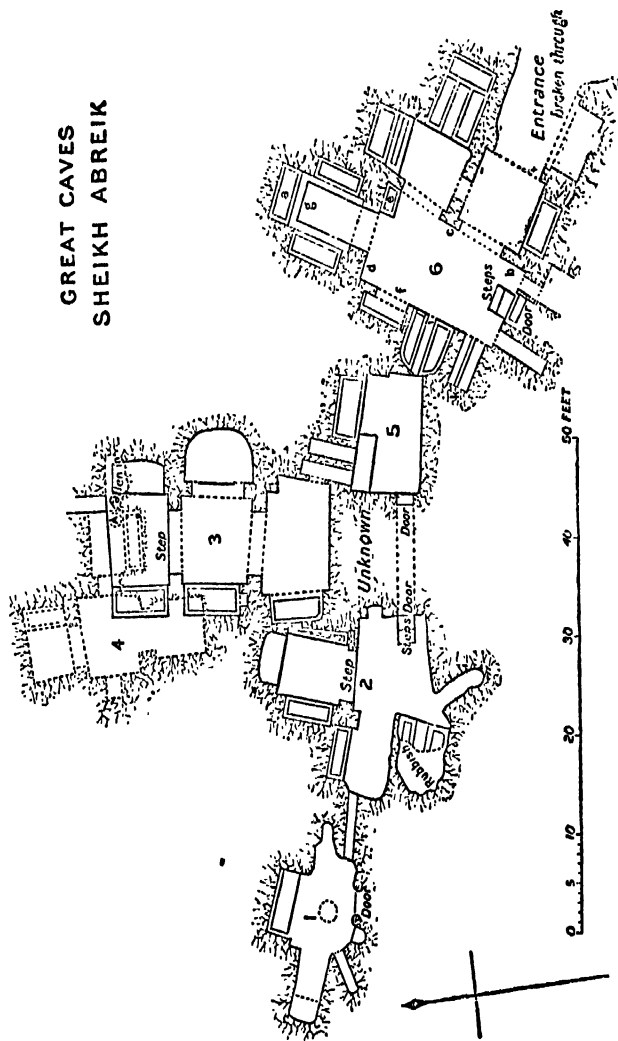 GREAT CAVES
SHEIKH ABREIK
Entrance
broken through
a
g
e
d
c
f
6
b
Steps
Door
5
Door
Unknown
Steps Door
Fallen
Step
3
4
Step
2
Rubbish
1
Door
0 5 10 20 30 40 50 FEET